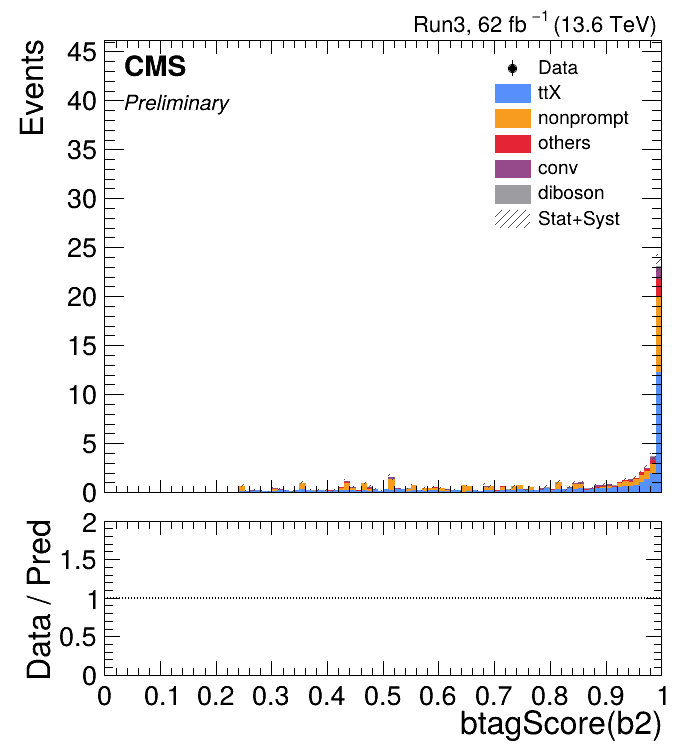 Run3, 62 fb⁻¹ (13.6 TeV)
CMS
Preliminary
Events
45
40
35
30
25
20
15
10
5
0
Data
ttX
nonprompt
others
conv
diboson
Stat+Syst
Data / Pred
2
1.5
1
0.5
0
0 0.1 0.2 0.3 0.4 0.5 0.6 0.7 0.8 0.9 1
btagScore(b2)